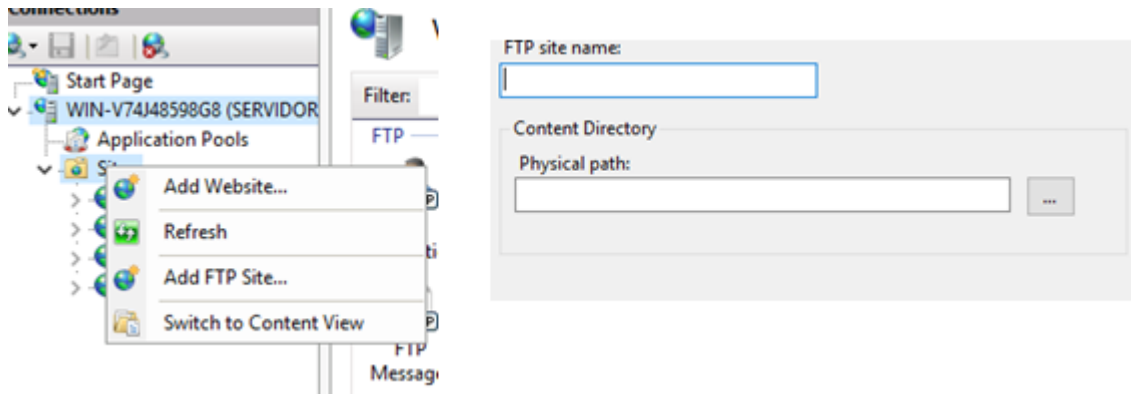 Connections
Start Page
WIN-V74J48598G8 (SERVIDOR
Application Pools
Add Website...
Refresh
Add FTP Site...
Switch to Content View
Filter:
FTP
FTP
Messag
FTP site name:
Content Directory
Physical path:
...